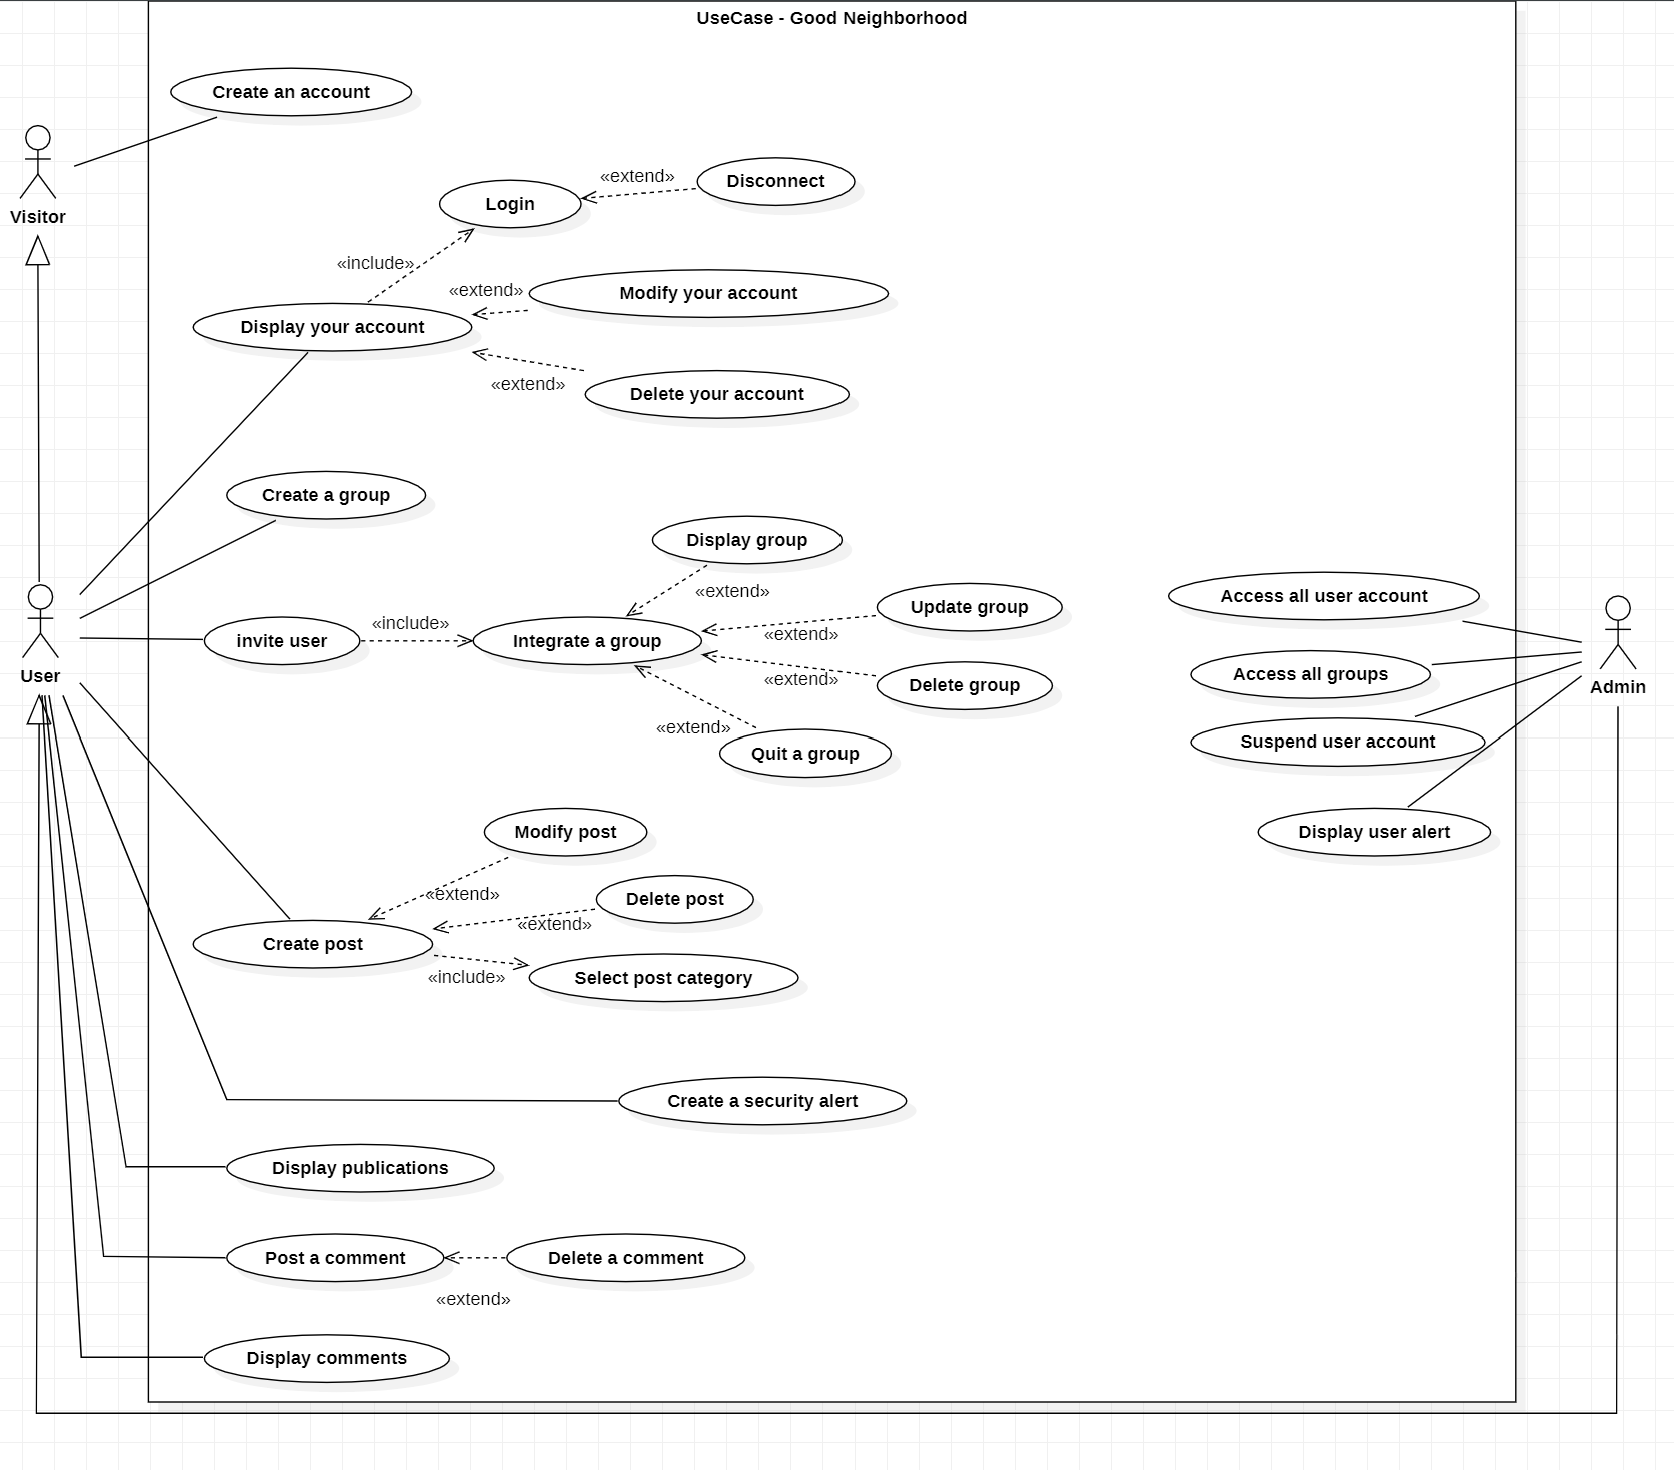 UseCase - Good Neighborhood
Create an account
Visitor
Login
«extend»
Disconnect
«include»
Display your account
«extend»
Modify your account
«extend»
Delete your account
Create a group
User
invite user
«include»
Integrate a group
Display group
«extend»
Update group
«extend»
Delete group
«extend»
Quit a group
«extend»
Access all user account
Access all groups
Suspend user account
Display user alert
Admin
Modify post
«extend»
Delete post
«extend»
Create post
«include»
Select post category
Create a security alert
Display publications
Post a comment
Delete a comment
«extend»
Display comments